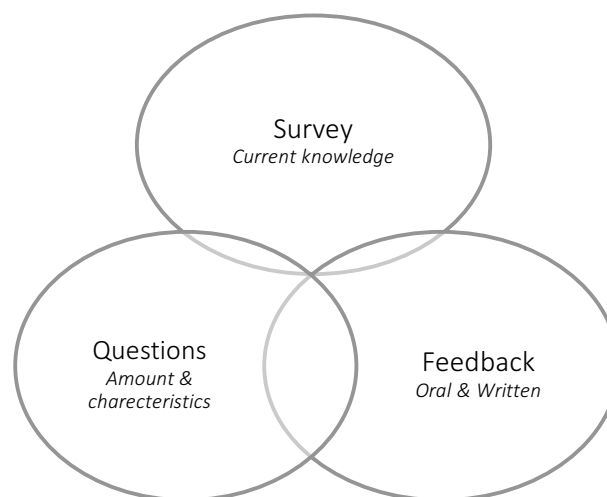 Survey
Current knowledge
Questions
Amount &
charecteristics
Feedback
Oral & Written